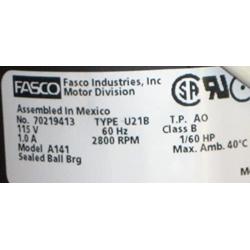 FASCO Fasco Industries, Inc
Motor Division
Assembled In Mexico
No. 70219413 TYPE U21B T.P. AO
115 V 60 Hz Class B
1.0 A 2800 RPM 1/60 HP
Model A141 Max. Amb. 40°C
Sealed Ball Brg